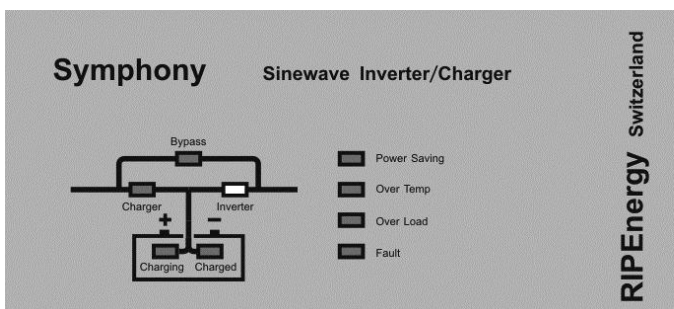 Symphony
Sinewave Inverter/Charger
Bypass
Charger
Inverter
+ −
Charging
Charged
Power Saving
Over Temp
Over Load
Fault
RIPEnergy Switzerland